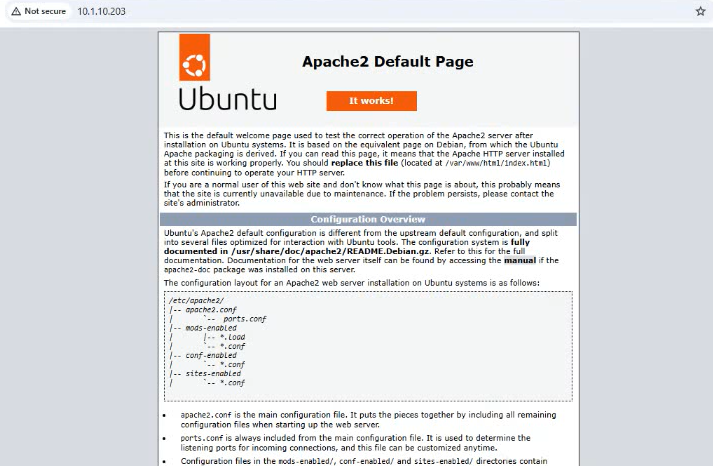 Not secure 10.1.10.203
Apache2 Default Page
Ubuntu
It works!
This is the default welcome page used to test the correct operation of the Apache2 server after
installation on Ubuntu systems. It is based on the equivalent page on Debian, from which the Ubuntu
Apache packaging is derived. If you can read this page, it means that the Apache HTTP server installed
at this site is working properly. You should replace this file (located at /var/www/html/index.html)
before continuing to operate your HTTP server.
If you are a normal user of this web site and don't know what this page is about, this probably means
that the site is currently unavailable due to maintenance. If the problem persists, please contact the
site's administrator.
Configuration Overview
Ubuntu's Apache2 default configuration is different from the upstream default configuration, and split
into several files optimized for interaction with Ubuntu tools. The configuration system is fully
documented in /usr/share/doc/apache2/README.Debian.gz. Refer to this for the full
documentation. Documentation for the web server itself can be found by accessing the manual if the
apache2-doc package was installed on this server.
The configuration layout for an Apache2 web server installation on Ubuntu systems is as follows:
/etc/apache2/
|-- apache2.conf
|       `--  ports.conf
|-- mods-enabled
|       |-- *.load
|       `-- *.conf
|-- conf-enabled
|       `-- *.conf
|-- sites-enabled
|       `-- *.conf
• apache2.conf is the main configuration file. It puts the pieces together by including all remaining
configuration files when starting up the web server.
• ports.conf is always included from the main configuration file. It is used to determine the
listening ports for incoming connections, and this file can be customized anytime.
• Configuration files in the mods-enabled/, conf-enabled/ and sites-enabled/ directories contain